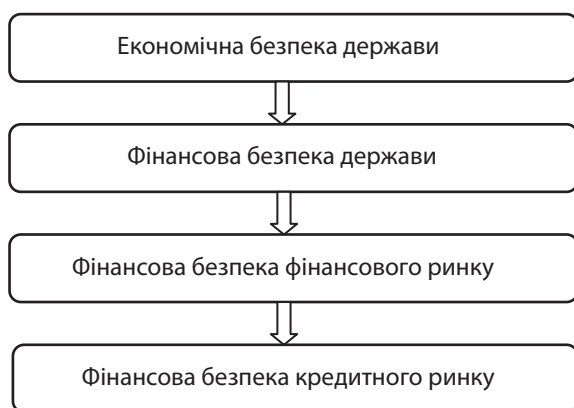 Економічна безпека держави
Фінансова безпека держави
Фінансова безпека фінансового ринку
Фінансова безпека кредитного ринку